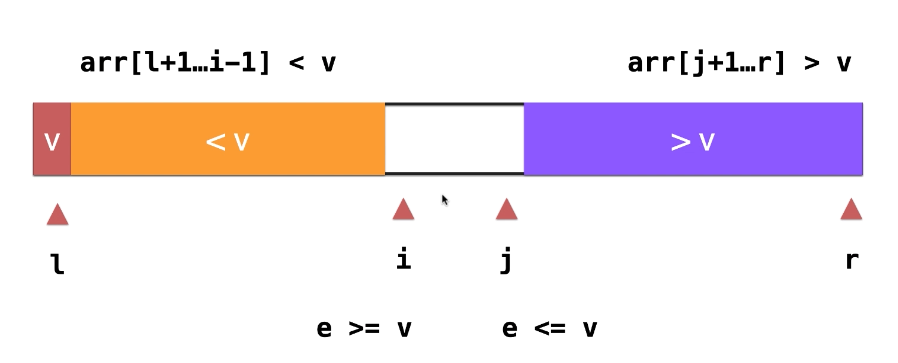 arr[l+1…i-1] < v arr[j+1…r] > v
v < v > v
l i j r
e >= v e <= v